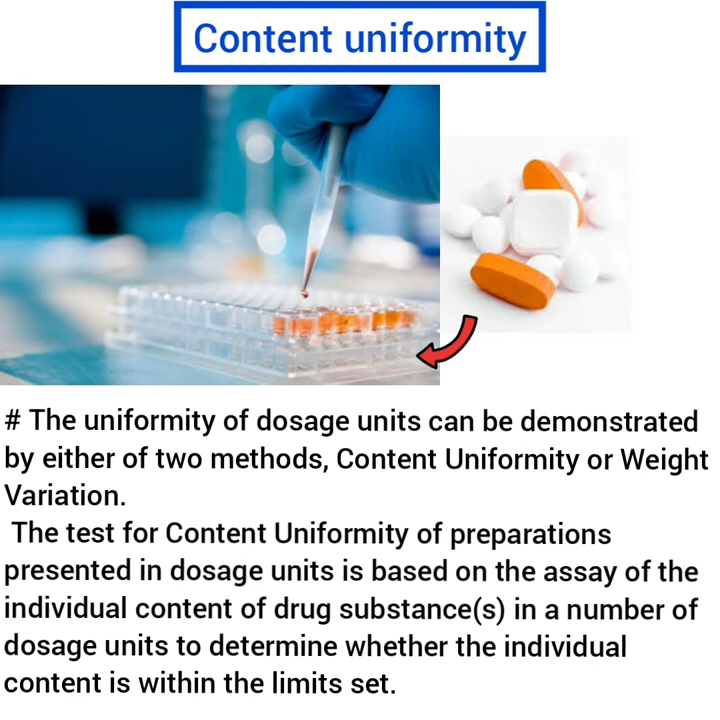 Content uniformity
# The uniformity of dosage units can be demonstrated
by either of two methods, Content Uniformity or Weight
Variation.
The test for Content Uniformity of preparations
presented in dosage units is based on the assay of the
individual content of drug substance(s) in a number of
dosage units to determine whether the individual
content is within the limits set.